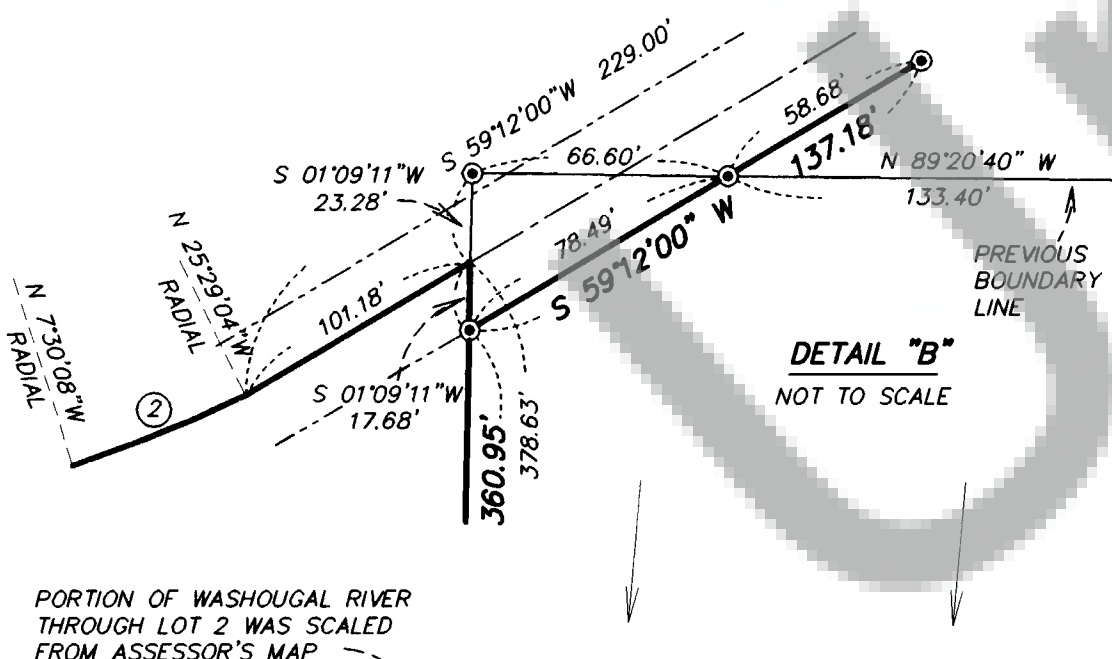 S 59°12'00"W 229.00'
58.68'
137.18'
66.60'
N 89°20'40" W
133.40'
S 01°09'11"W
23.28'
78.49'
S 59°12'00" W
PREVIOUS
BOUNDARY
LINE
N 25°29'04"W
RADIAL
101.18'
N 7°30'08"W
RADIAL
2
S 01°09'11"W
17.68'
360.95'
378.63'
DETAIL "B"
NOT TO SCALE
PORTION OF WASHOUGAL RIVER
THROUGH LOT 2 WAS SCALED
FROM ASSESSOR'S MAP